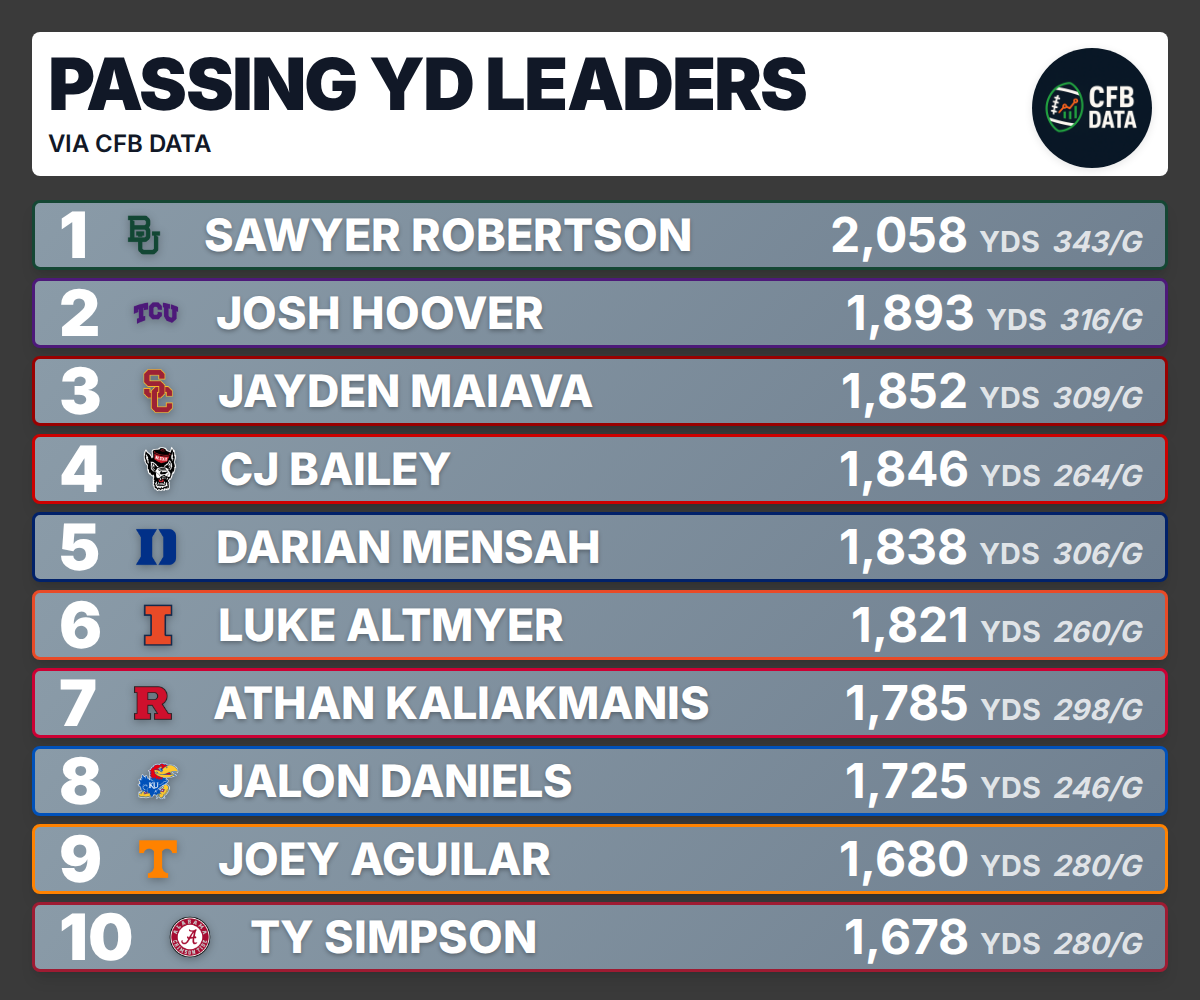 PASSING YD LEADERS
VIA CFB DATA
CFB
DATA
1 BU SAWYER ROBERTSON 2,058 YDS 343/G
2 TCU JOSH HOOVER 1,893 YDS 316/G
3 SC JAYDEN MAIAVA 1,852 YDS 309/G
4 CJ BAILEY 1,846 YDS 264/G
5 D DARIAN MENSAH 1,838 YDS 306/G
6 I LUKE ALTMYER 1,821 YDS 260/G
7 R ATHAN KALIAKMANIS 1,785 YDS 298/G
8 KU JALON DANIELS 1,725 YDS 246/G
9 T JOEY AGUILAR 1,680 YDS 280/G
10 ALABAMA A CRIMSON TIDE TY SIMPSON 1,678 YDS 280/G